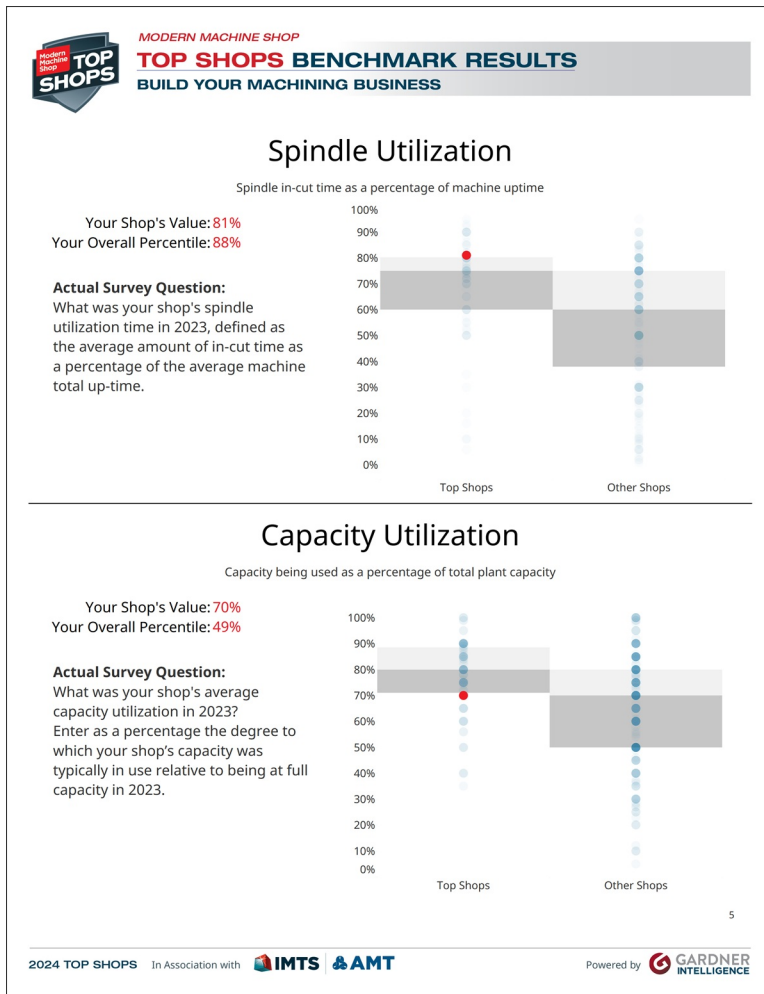 Modern
Machine
Shop
TOP
SHOPS
MODERN MACHINE SHOP
TOP SHOPS BENCHMARK RESULTS
BUILD YOUR MACHINING BUSINESS
Spindle Utilization
Spindle in-cut time as a percentage of machine uptime
Your Shop's Value: 81%
Your Overall Percentile: 88%
Actual Survey Question:
What was your shop's spindle
utilization time in 2023, defined as
the average amount of in-cut time as
a percentage of the average machine
total up-time.
100%
90%
80%
70%
60%
50%
40%
30%
20%
10%
0%
Top Shops
Other Shops
Capacity Utilization
Capacity being used as a percentage of total plant capacity
Your Shop's Value: 70%
Your Overall Percentile: 49%
Actual Survey Question:
What was your shop's average
capacity utilization in 2023?
Enter as a percentage the degree to
which your shop’s capacity was
typically in use relative to being at full
capacity in 2023.
100%
90%
80%
70%
60%
50%
40%
30%
20%
10%
0%
Top Shops
Other Shops
5
2024 TOP SHOPS In Association with IMTS AMT
Powered by GARDNER
INTELLIGENCE